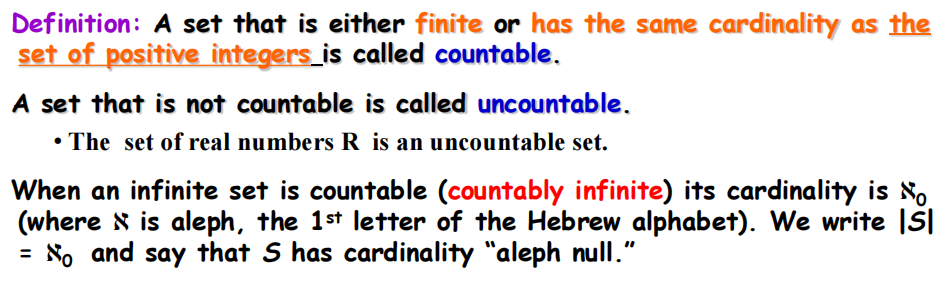 Definition: A set that is either finite or has the same cardinality as the
set of positive integers is called countable.
A set that is not countable is called uncountable.
• The set of real numbers R is an uncountable set.
When an infinite set is countable (countably infinite) its cardinality is ℵ₀
(where ℵ is aleph, the 1ˢᵗ letter of the Hebrew alphabet). We write |S|
= ℵ₀ and say that S has cardinality “aleph null.”